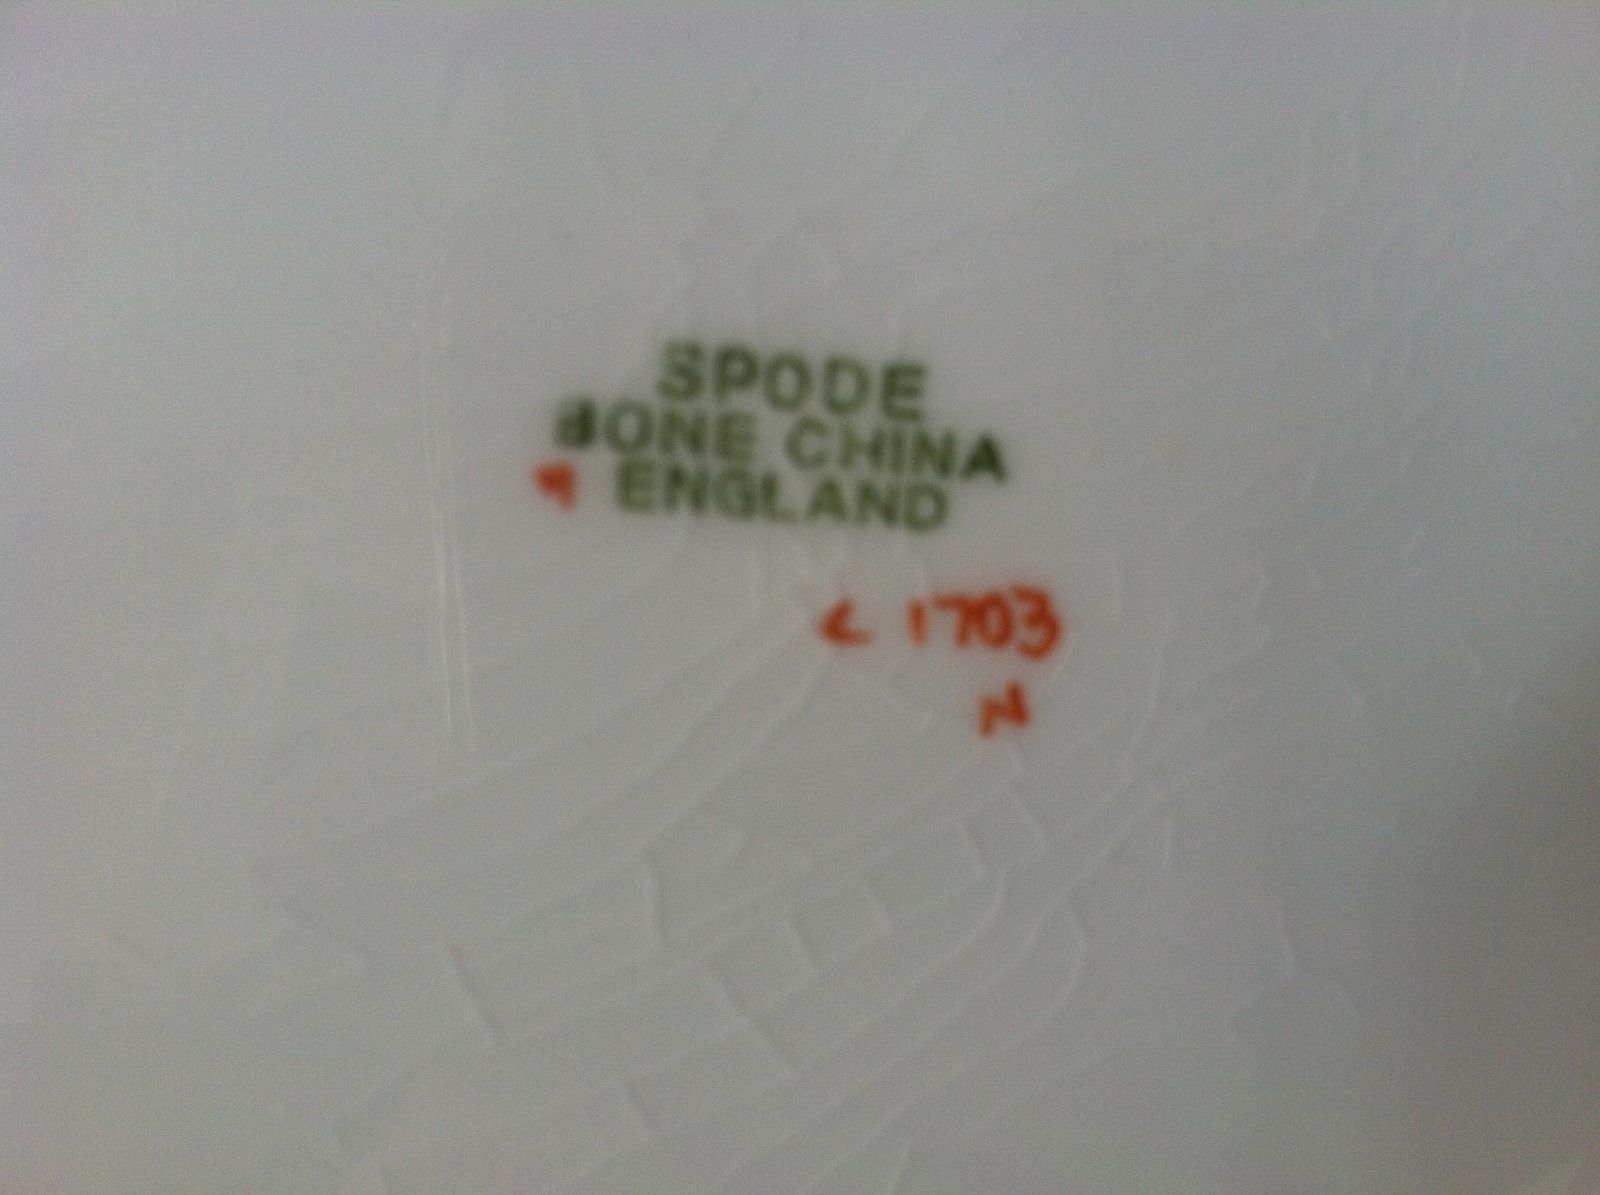 SPODE
BONE CHINA
ENGLAND
< 1703
N